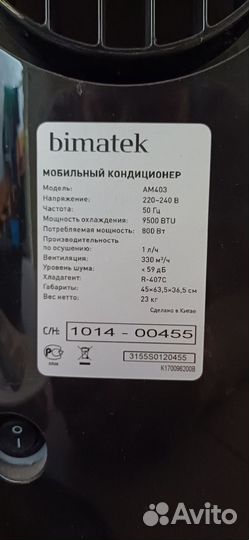 bimatek
МОБИЛЬНЫЙ КОНДИЦИОНЕР
Модель: AM403
Напряжение: 220-240 В
Частота: 50 Гц
Мощность охлаждения: 9500 BTU
Потребляемая мощность: 800 Вт
Производительность
по осушению: 1 л/ч
Вентиляция: 330 м³/ч
Уровень шума: < 59 дБ
Хладагент: R-407C
Габариты: 45×63,5×36,5 см
Вес нетто: 23 кг
Сделано в Китае
С/Н: 1014 - 00455
3155S0120455
K170096200B
Avito